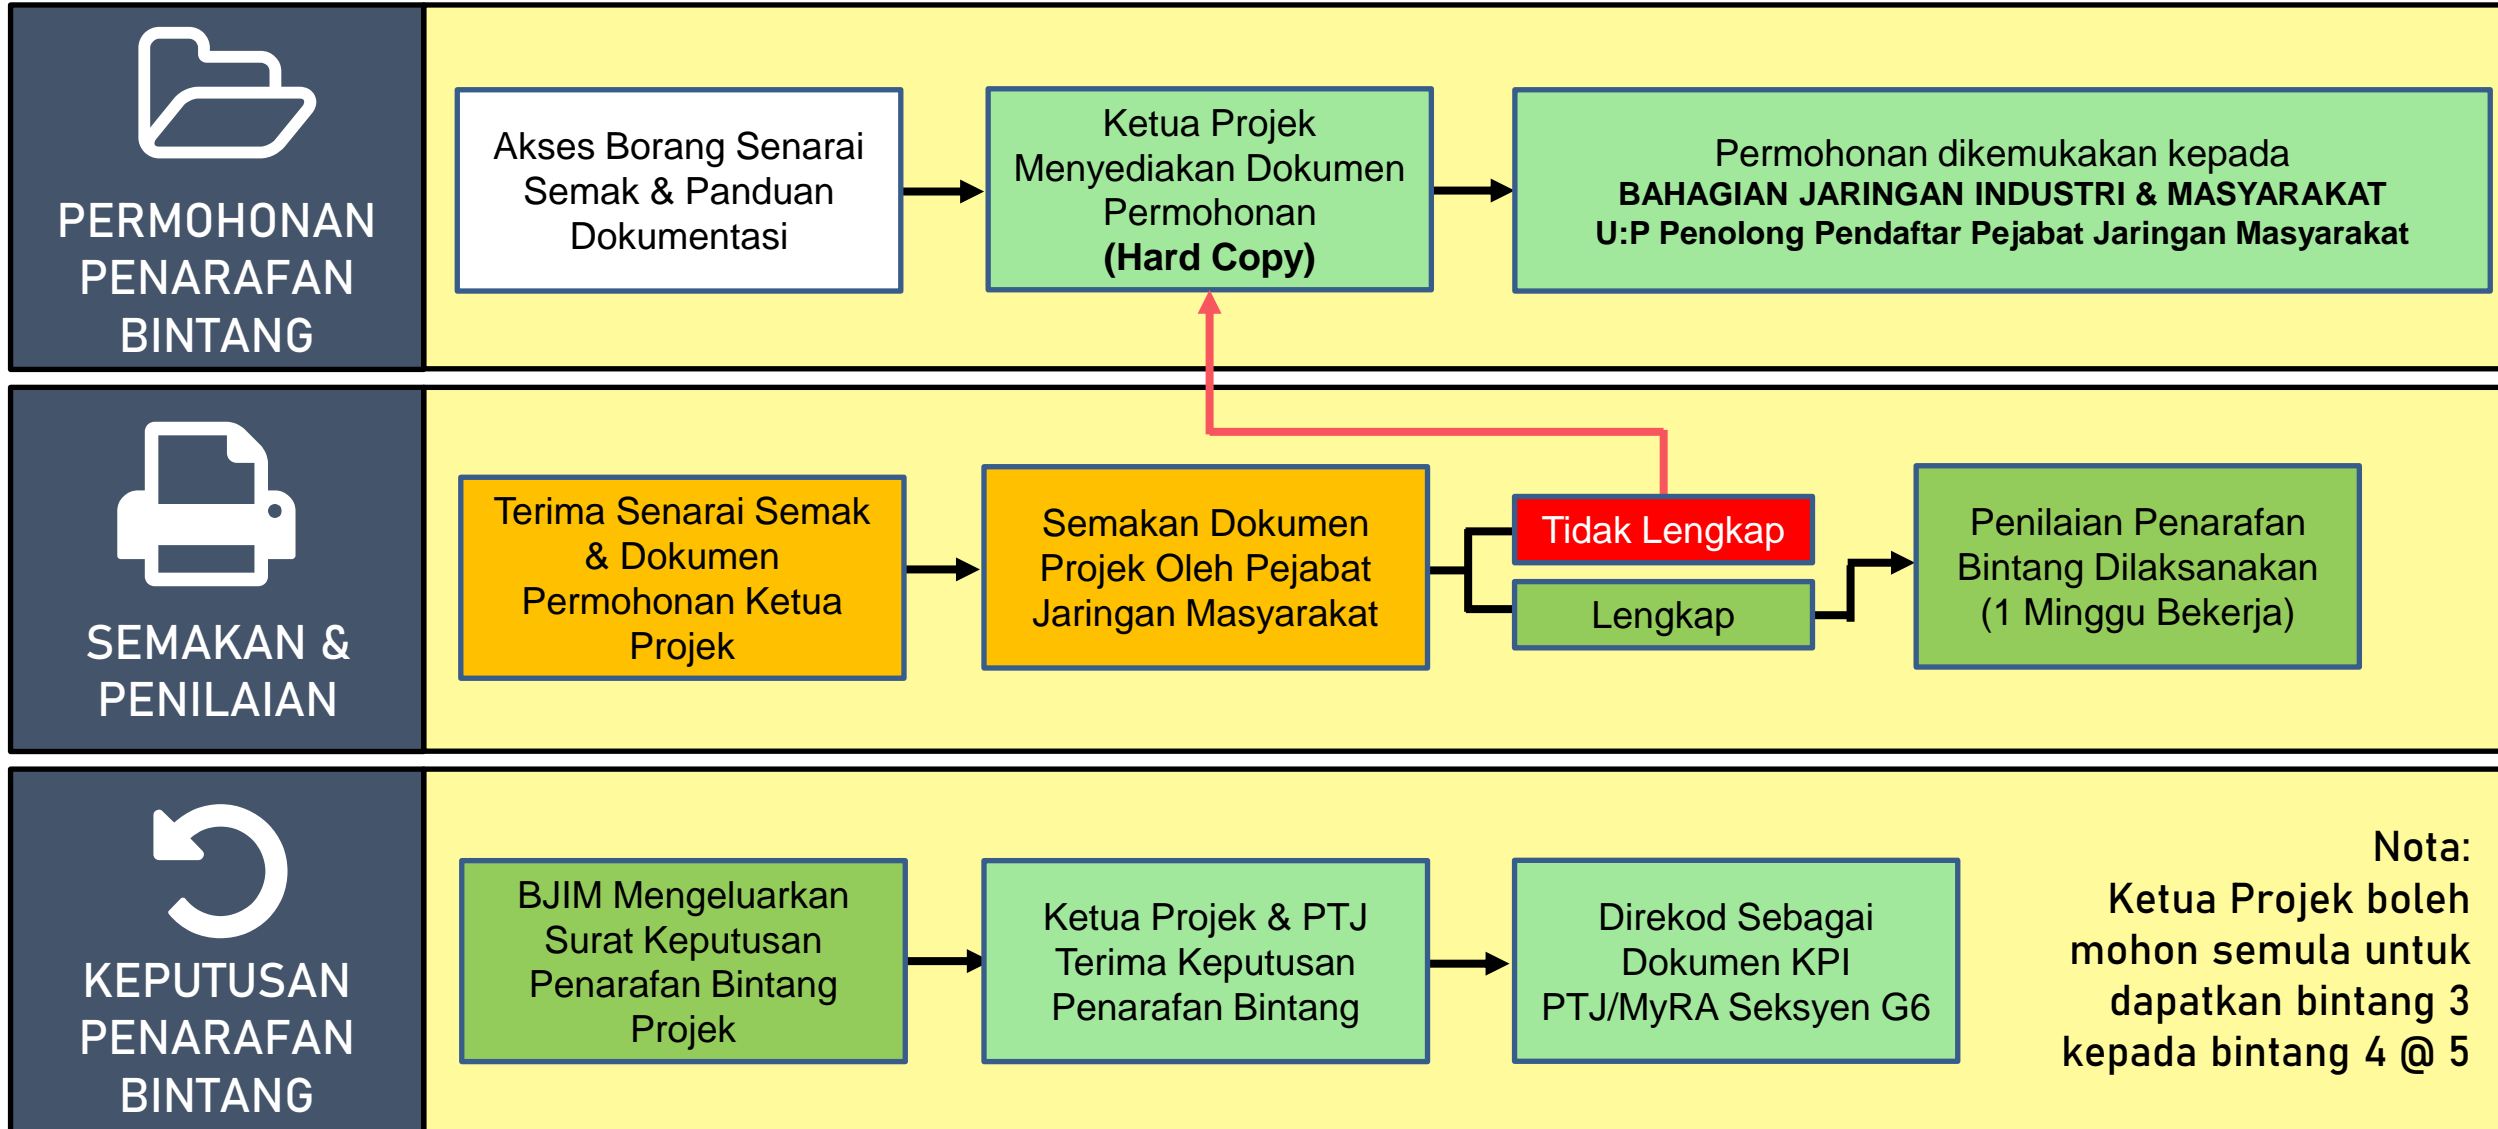 PERMOHONAN
PENARAFAN
BINTANG
Akses Borang Senarai
Semak & Panduan
Dokumentasi
Ketua Projek
Menyediakan Dokumen
Permohonan
(Hard Copy)
Permohonan dikemukakan kepada
BAHAGIAN JARINGAN INDUSTRI & MASYARAKAT
U:P Penolong Pendaftar Pejabat Jaringan Masyarakat
SEMAKAN &
PENILAIAN
Terima Senarai Semak
& Dokumen
Permohonan Ketua
Projek
Semakan Dokumen
Projek Oleh Pejabat
Jaringan Masyarakat
Tidak Lengkap
Lengkap
Penilaian Penarafan
Bintang Dilaksanakan
(1 Minggu Bekerja)
KEPUTUSAN
PENARAFAN
BINTANG
BJIM Mengeluarkan
Surat Keputusan
Penarafan Bintang
Projek
Ketua Projek & PTJ
Terima Keputusan
Penarafan Bintang
Direkod Sebagai
Dokumen KPI
PTJ/MyRA Seksyen G6
Nota:
Ketua Projek boleh
mohon semula untuk
dapatkan bintang 3
kepada bintang 4 @ 5